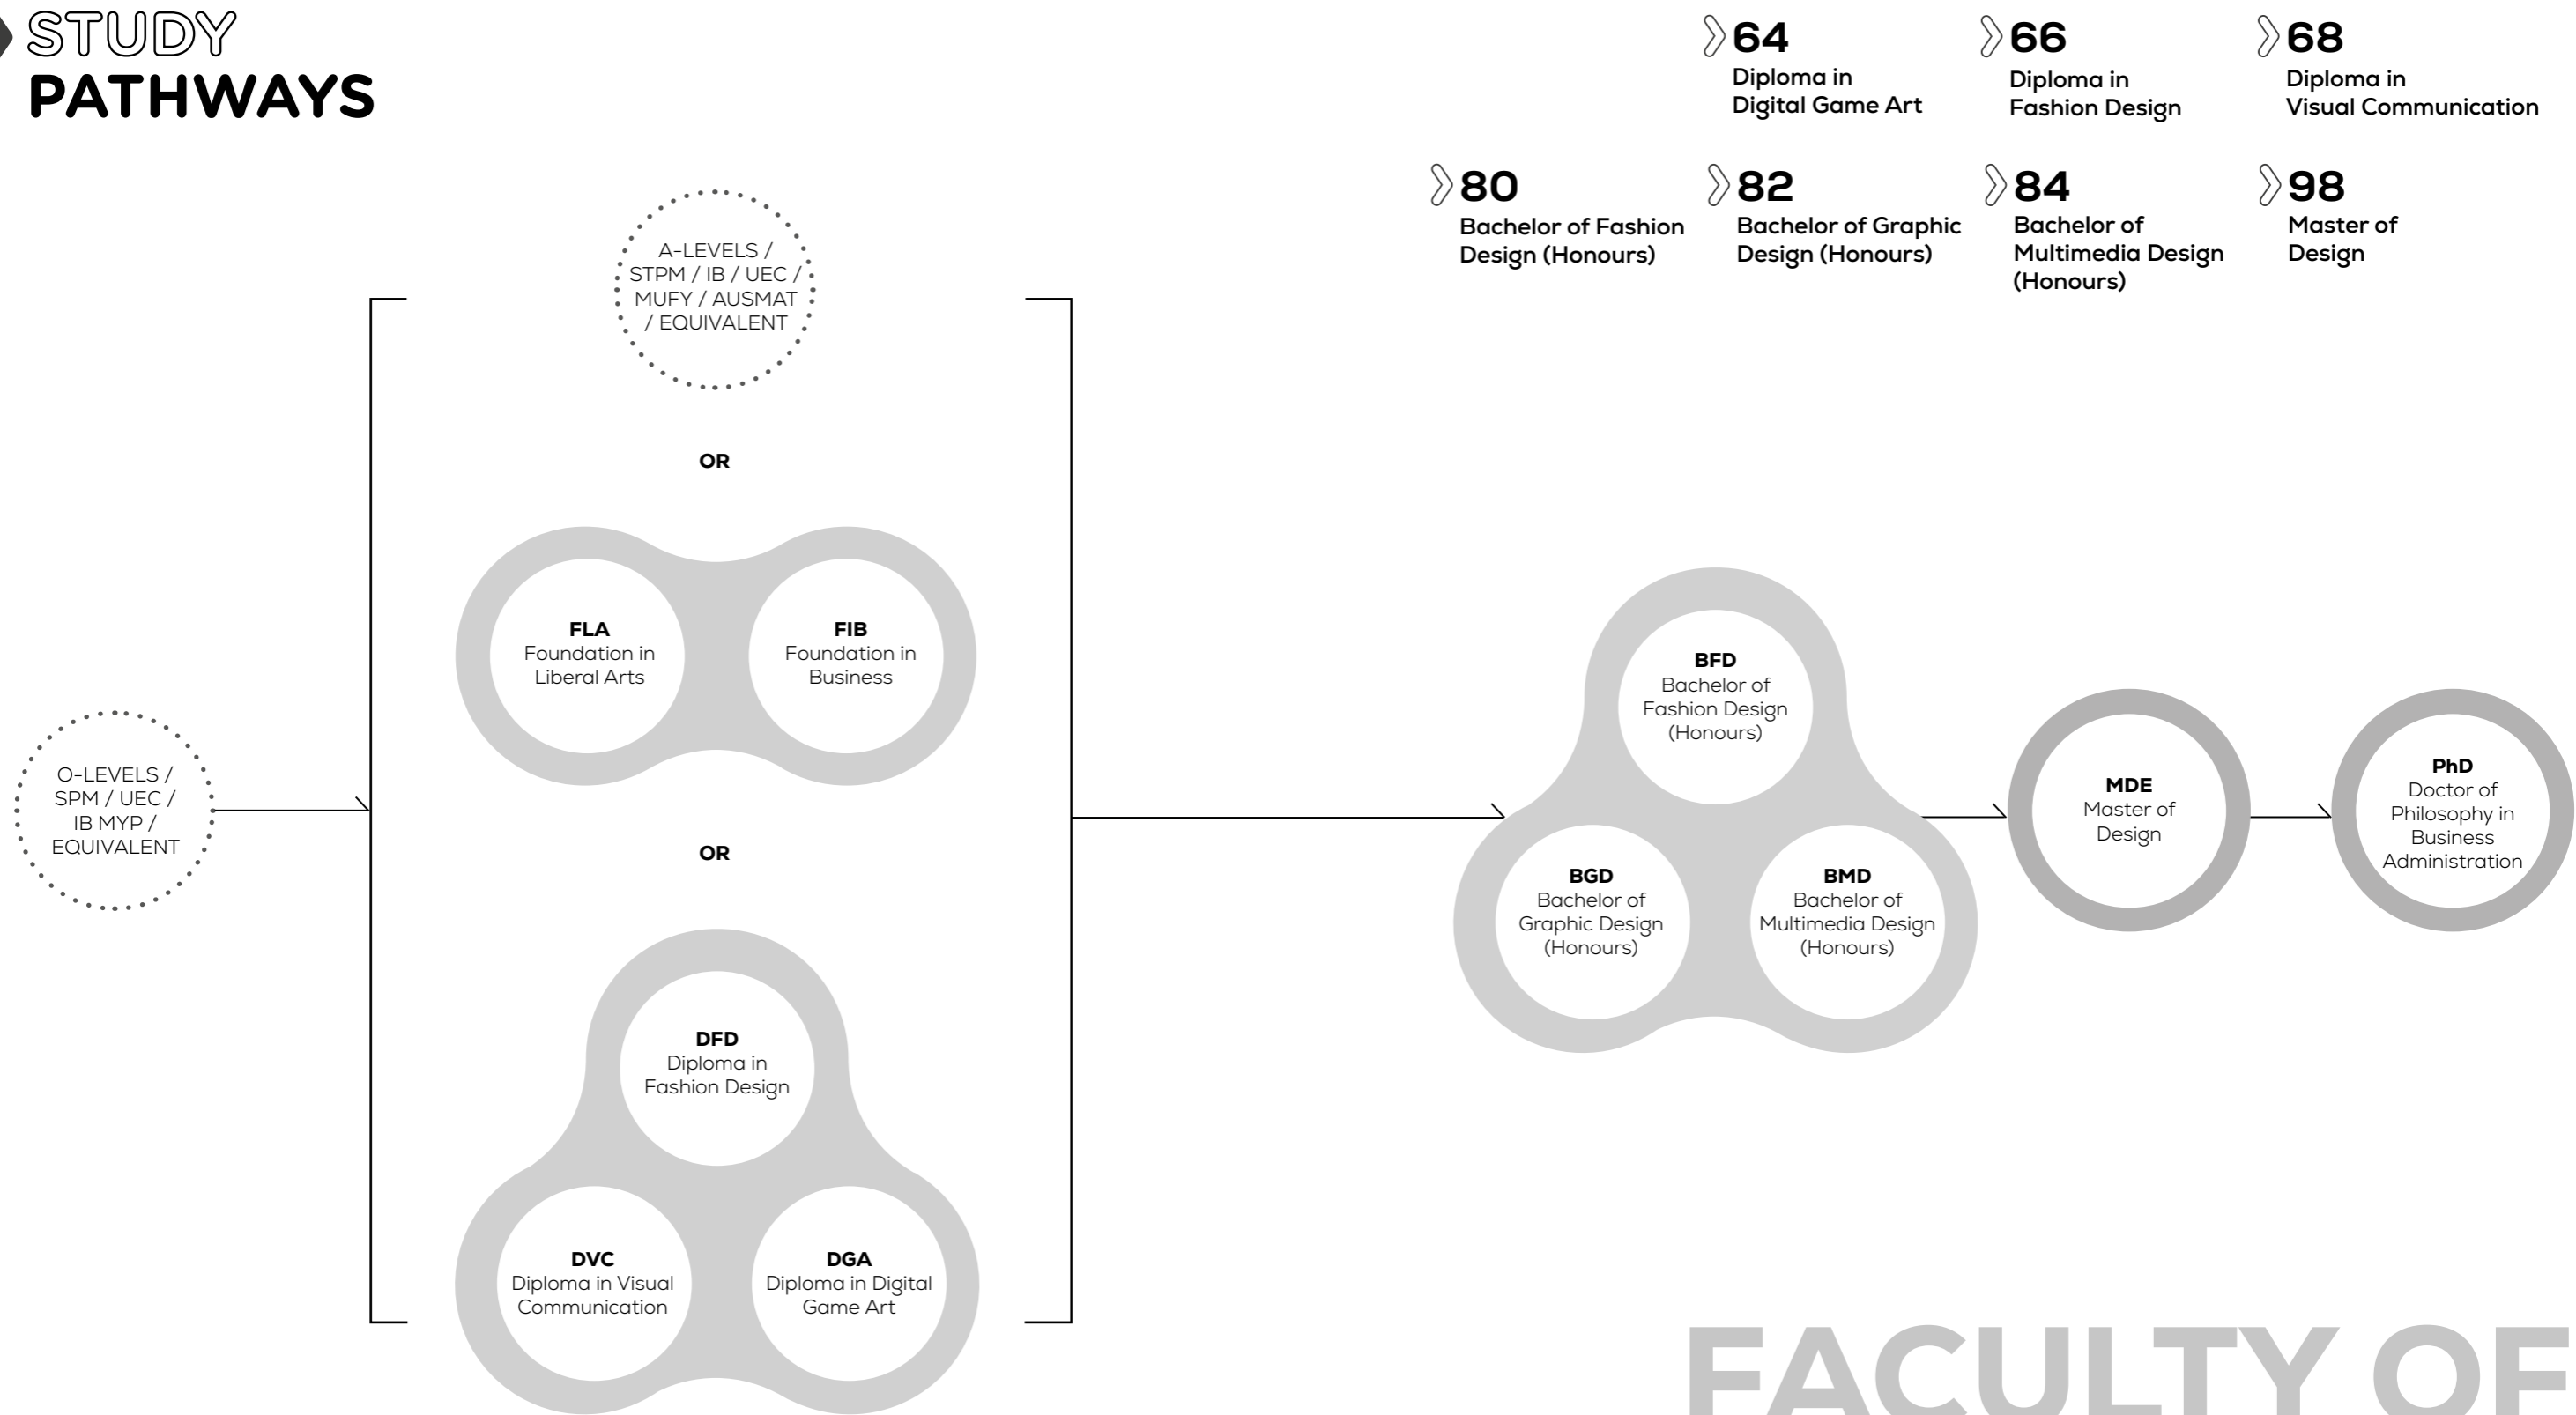 STUDY
PATHWAYS
64
Diploma in
Digital Game Art
66
Diploma in
Fashion Design
68
Diploma in
Visual Communication
80
Bachelor of Fashion
Design (Honours)
82
Bachelor of Graphic
Design (Honours)
84
Bachelor of
Multimedia Design
(Honours)
98
Master of
Design
O-LEVELS /
SPM / UEC /
IB MYP /
EQUIVALENT
A-LEVELS /
STPM / IB / UEC /
MUFY / AUSMAT
/ EQUIVALENT
OR
FLA
Foundation in
Liberal Arts
FIB
Foundation in
Business
OR
DFD
Diploma in
Fashion Design
DVC
Diploma in Visual
Communication
DGA
Diploma in Digital
Game Art
BFD
Bachelor of
Fashion Design
(Honours)
BGD
Bachelor of
Graphic Design
(Honours)
BMD
Bachelor of
Multimedia Design
(Honours)
MDE
Master of
Design
PhD
Doctor of
Philosophy in
Business
Administration
FACULTY OF